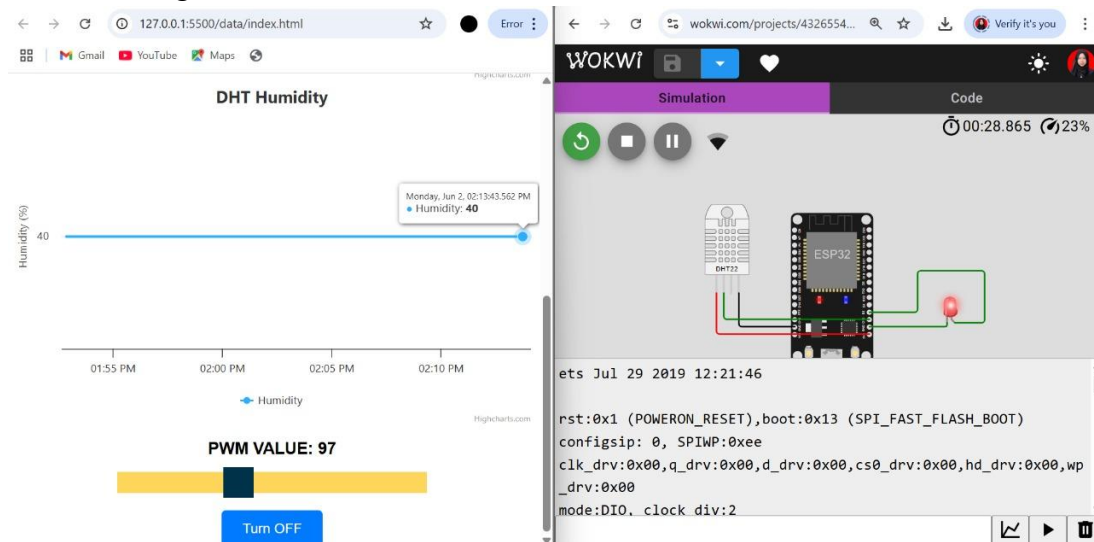 127.0.0.1:5500/data/index.html
Error
Gmail YouTube Maps
Highcharts.com
DHT Humidity
Monday, Jun 2, 02:13:43.562 PM
Humidity: 40
Humidity (%)
40
01:55 PM 02:00 PM 02:05 PM 02:10 PM
Humidity
Highcharts.com
PWM VALUE: 97
Turn OFF
wokwi.com/projects/4326554...
Verify it's you
WOKWi
Simulation Code
00:28.865 23%
ESP32
DHT22
ets Jul 29 2019 12:21:46
rst:0x1 (POWERON_RESET),boot:0x13 (SPI_FAST_FLASH_BOOT)
configsip: 0, SPIWP:0xee
clk_drv:0x00,q_drv:0x00,d_drv:0x00,cs0_drv:0x00,hd_drv:0x00,wp
_drv:0x00
mode:DIO, clock div:2